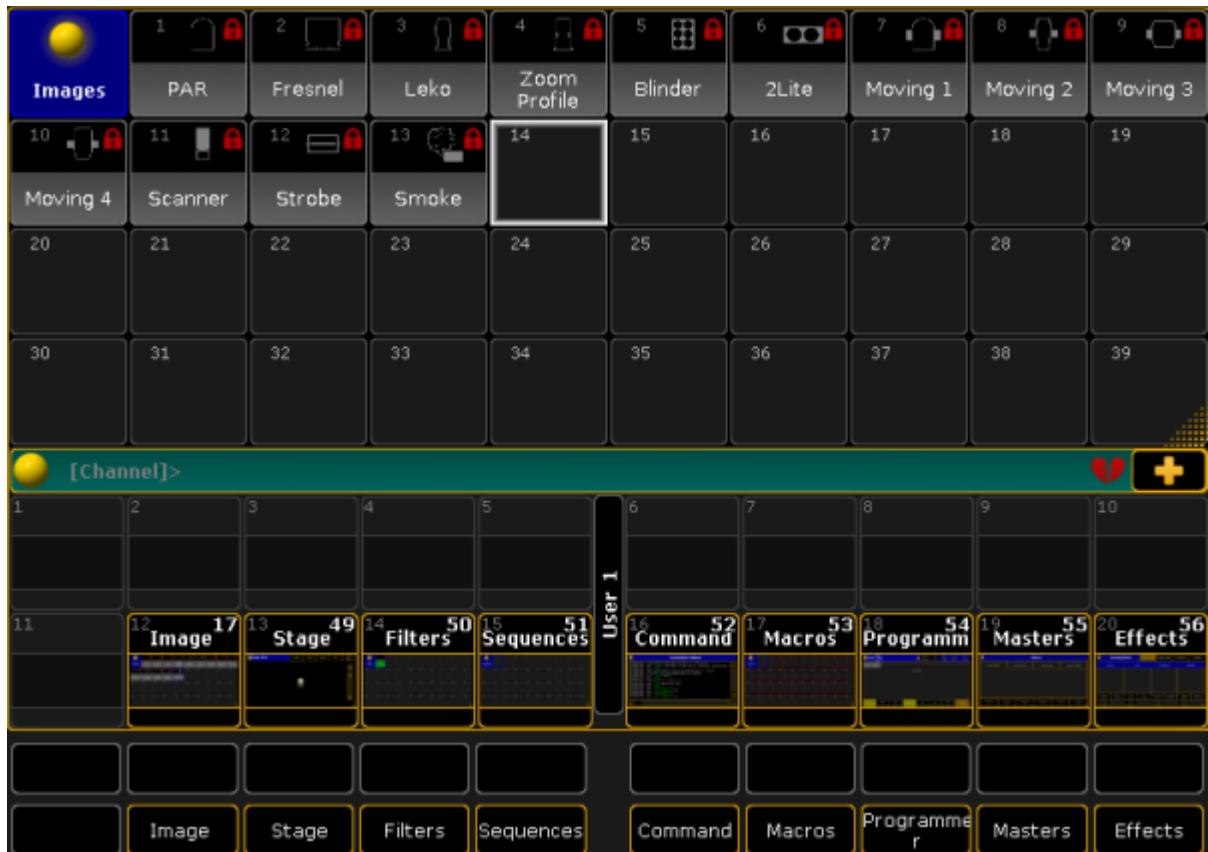 1 2 3 4 5 6 7 8 9
Images PAR Fresnel Leko Zoom Profile Blinder 2Lite Moving 1 Moving 2 Moving 3
10 11 12 13 14 15 16 17 18 19
Moving 4 Scanner Strobe Smoke
20 21 22 23 24 25 26 27 28 29
30 31 32 33 34 35 36 37 38 39
[Channel]>
1 2 3 4 5 6 7 8 9 10
User 1
11 12 17 13 49 14 50 15 51 16 52 17 53 18 54 19 55 20 56
Image Stage Filters Sequences Command Macros Programm Masters Effects
Image Stage Filters Sequences Command Macros Programmer Masters Effects